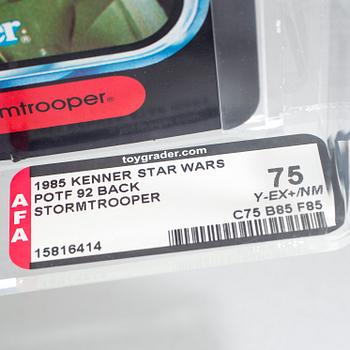 er.
mtrooper®
toygrader.com
AFA
1985 KENNER STAR WARS
POTF 92 BACK
STORMTROOPER
15816414
75
Y-EX+/NM
C75 B85 F85